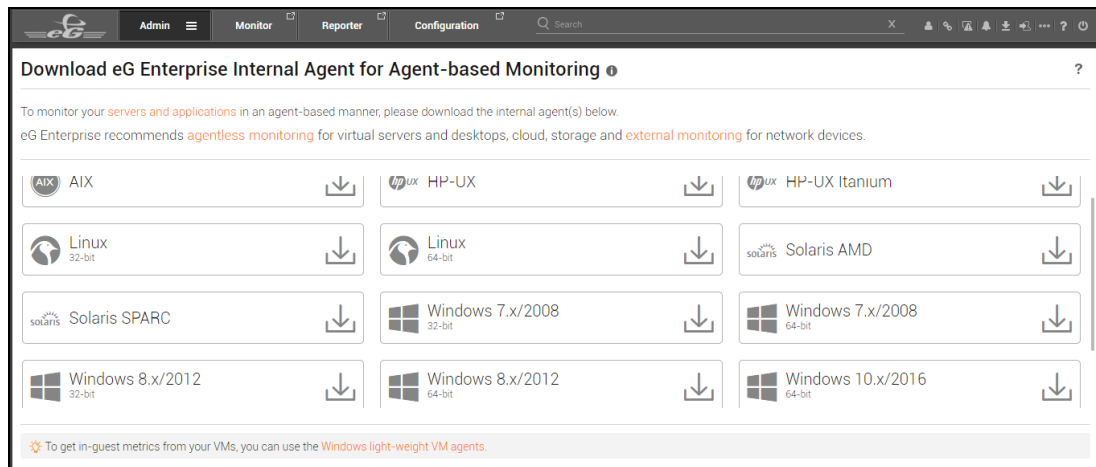 eG Admin Monitor Reporter Configuration Search X ?
Download eG Enterprise Internal Agent for Agent-based Monitoring ?
To monitor your servers and applications in an agent-based manner, please download the internal agent(s) below.
eG Enterprise recommends agentless monitoring for virtual servers and desktops, cloud, storage and external monitoring for network devices.
AIX AIX hp UX HP-UX hp UX HP-UX Itanium
Linux Linux solaris Solaris AMD
32-bit 64-bit
solaris Solaris SPARC Windows 7.x/2008 Windows 7.x/2008
32-bit 64-bit
Windows 8.x/2012 Windows 8.x/2012 Windows 10.x/2016
32-bit 64-bit 64-bit
To get in-guest metrics from your VMs, you can use the Windows light-weight VM agents.